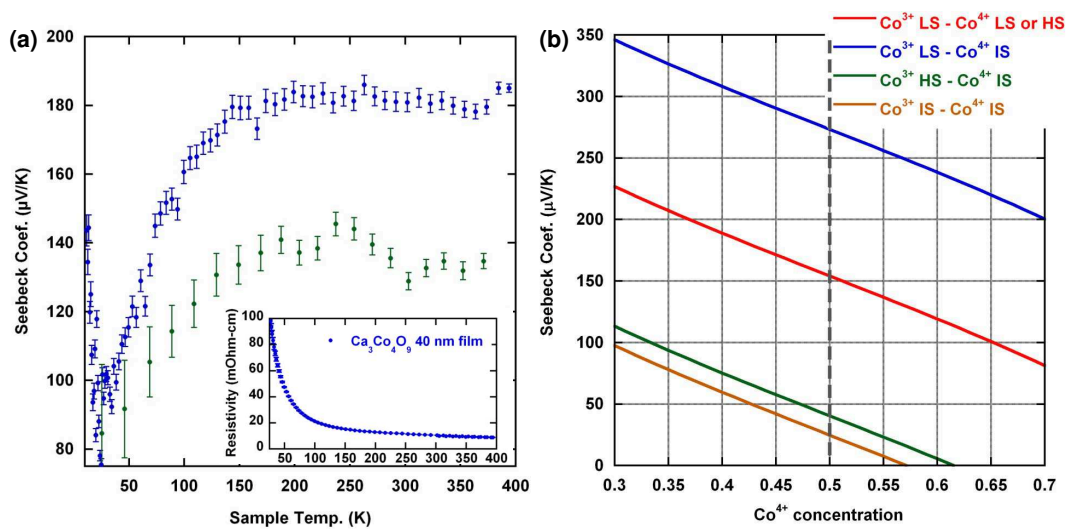 (a)
200
180
160
140
120
100
80
Seebeck Coef. (μV/K)
50 100 150 200 250 300 350 400
Sample Temp. (K)
100
80
60
40
20
0
Resistivity (mOhm-cm)
Ca₃Co₄O₉ 40 nm film
50 100 150 200 250 300 350 400
(b)
Co³⁺ LS - Co⁴⁺ LS or HS
Co³⁺ LS - Co⁴⁺ IS
Co³⁺ HS - Co⁴⁺ IS
Co³⁺ IS - Co⁴⁺ IS
350
300
250
200
150
100
50
0
Seebeck Coef. (μV/K)
0.3 0.35 0.4 0.45 0.5 0.55 0.6 0.65 0.7
Co⁴⁺ concentration